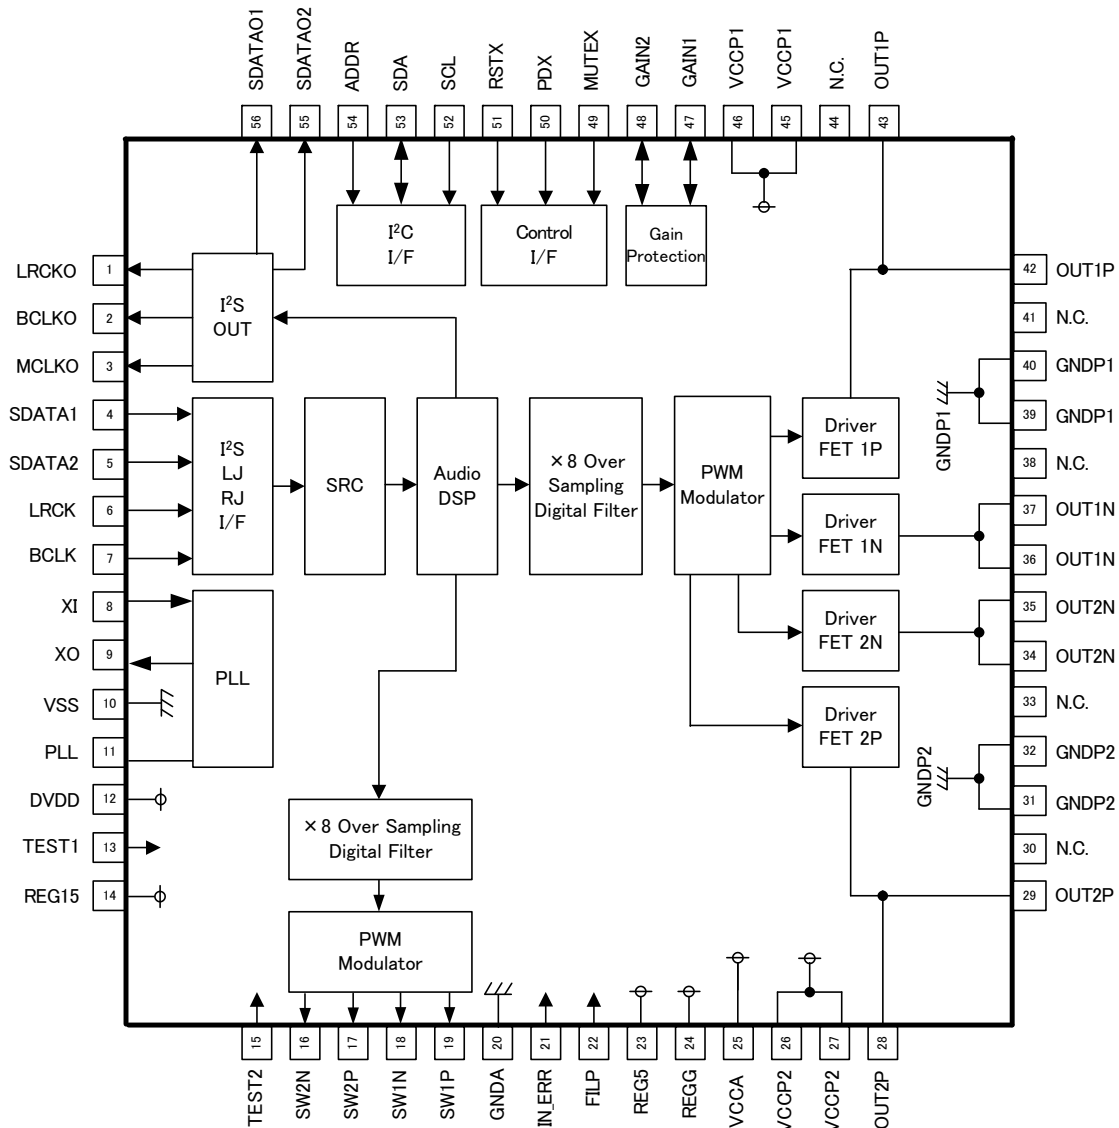 SDATAO1
SDATAO2
ADDR
SDA
SCL
RSTX
PDX
MUTEX
GAIN2
GAIN1
VCCP1
VCCP1
N.C.
OUT1P
56
55
54
53
52
51
50
49
48
47
46
45
44
43
LRCKO
1
BCLKO
2
MCLKO
3
SDATA1
4
SDATA2
5
LRCK
6
BCLK
7
XI
8
XO
9
VSS
10
PLL
11
DVDD
12
TEST1
13
REG15
14
I²S
OUT
I²C
I/F
Control
I/F
Gain
Protection
I²S
LJ
RJ
I/F
SRC
Audio
DSP
×8 Over
Sampling
Digital Filter
PWM
Modulator
Driver
FET 1P
Driver
FET 1N
Driver
FET 2N
Driver
FET 2P
PLL
×8 Over Sampling
Digital Filter
PWM
Modulator
GNDP1
GNDP2
42
OUT1P
41
N.C.
40
GNDP1
39
GNDP1
38
N.C.
37
OUT1N
36
OUT1N
35
OUT2N
34
OUT2N
33
N.C.
32
GNDP2
31
GNDP2
30
N.C.
29
OUT2P
15
16
17
18
19
20
21
22
23
24
25
26
27
28
TEST2
SW2N
SW2P
SW1N
SW1P
GNDA
IN_ERR
FILP
REG5
REGG
VCCA
VCCP2
VCCP2
OUT2P